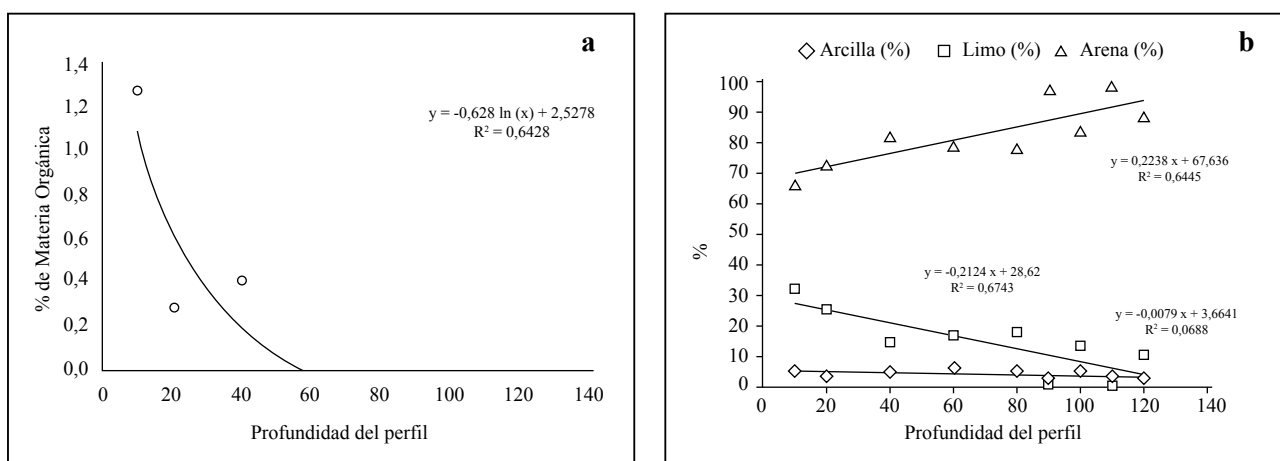 a
1,4
1,2
1,0
0,8
0,6
0,4
0,2
0,0
% de Materia Orgánica
y = -0,628 ln (x) + 2,5278
R² = 0,6428
0 20 40 60 80 100 120 140
Profundidad del perfil
b
Arcilla (%) Limo (%) Arena (%)
100
90
80
70
60
50
40
30
20
10
0
%
y = 0,2238 x + 67,636
R² = 0,6445
y = -0,2124 x + 28,62
R² = 0,6743
y = -0,0079 x + 3,6641
R² = 0,0688
0 20 40 60 80 100 120 140
Profundidad del perfil